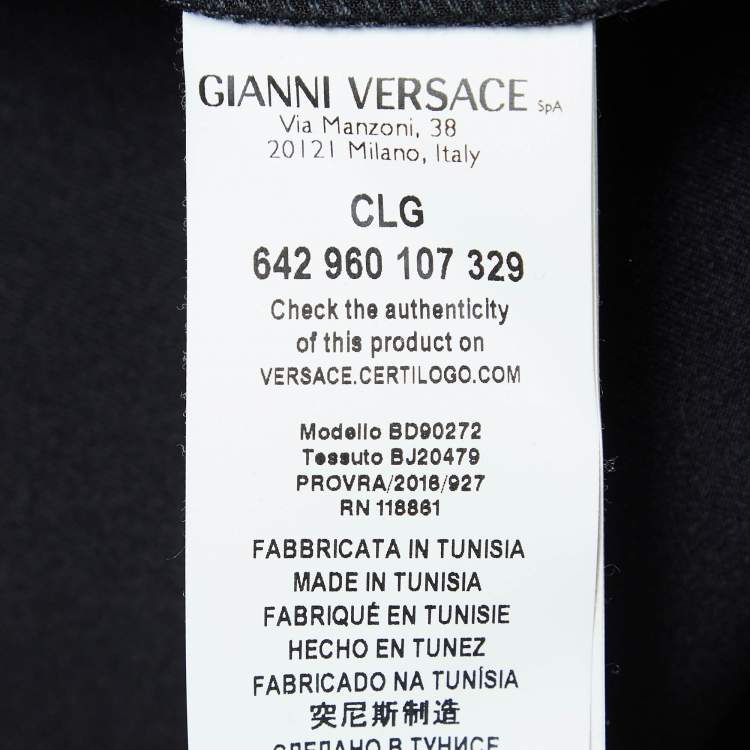 GIANNI VERSACE SpA
Via Manzoni, 38
20121 Milano, Italy
CLG
642 960 107 329
Check the authenticity
of this product on
VERSACE.CERTILOGO.COM
Modello BD90272
Tessuto BJ20479
PROVRA/2016/927
RN 118861
FABBRICATA IN TUNISIA
MADE IN TUNISIA
FABRIQUÉ EN TUNISIE
HECHO EN TUNEZ
FABRICADO NA TUNÍSIA
突尼斯制造
СДЕЛАНО В ТУНИСЕ